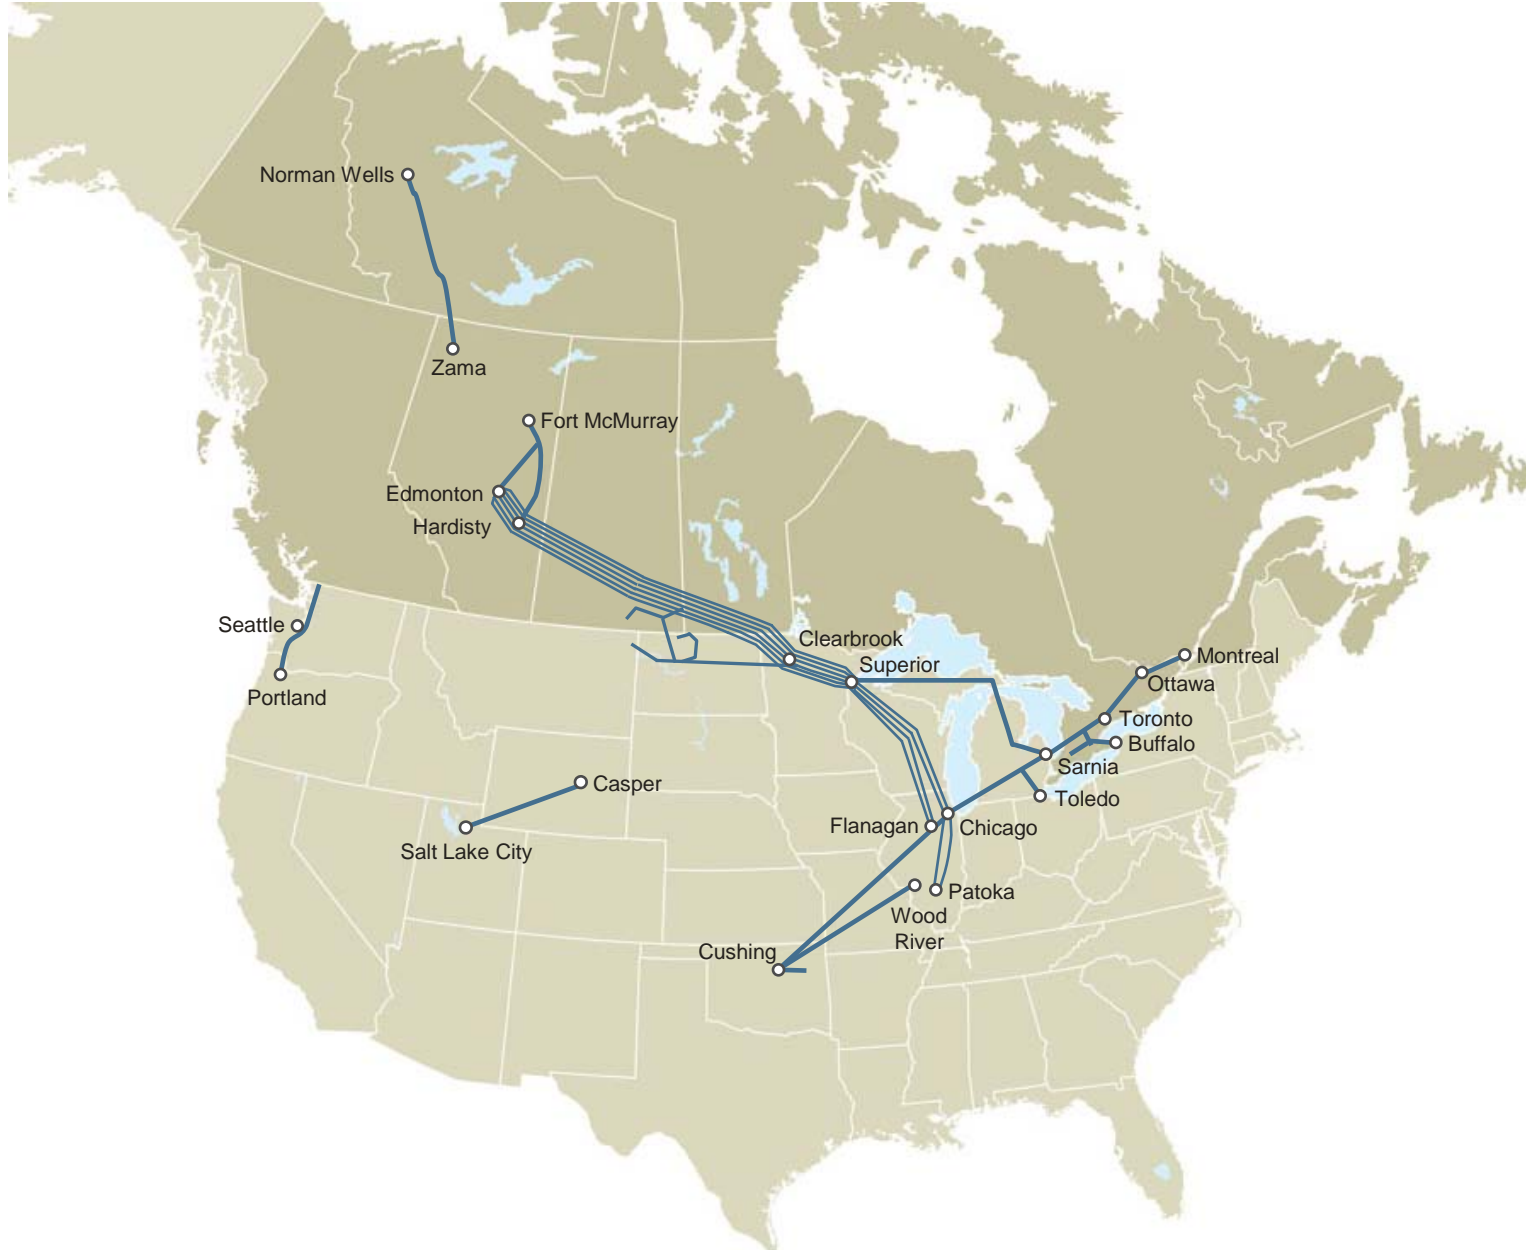 Norman Wells
Zama
Fort McMurray
Edmonton
Hardisty
Seattle
Clearbrook
Superior
Montreal
Ottawa
Portland
Toronto
Buffalo
Sarnia
Casper
Toledo
Flanagan
Chicago
Salt Lake City
Patoka
Wood
River
Cushing